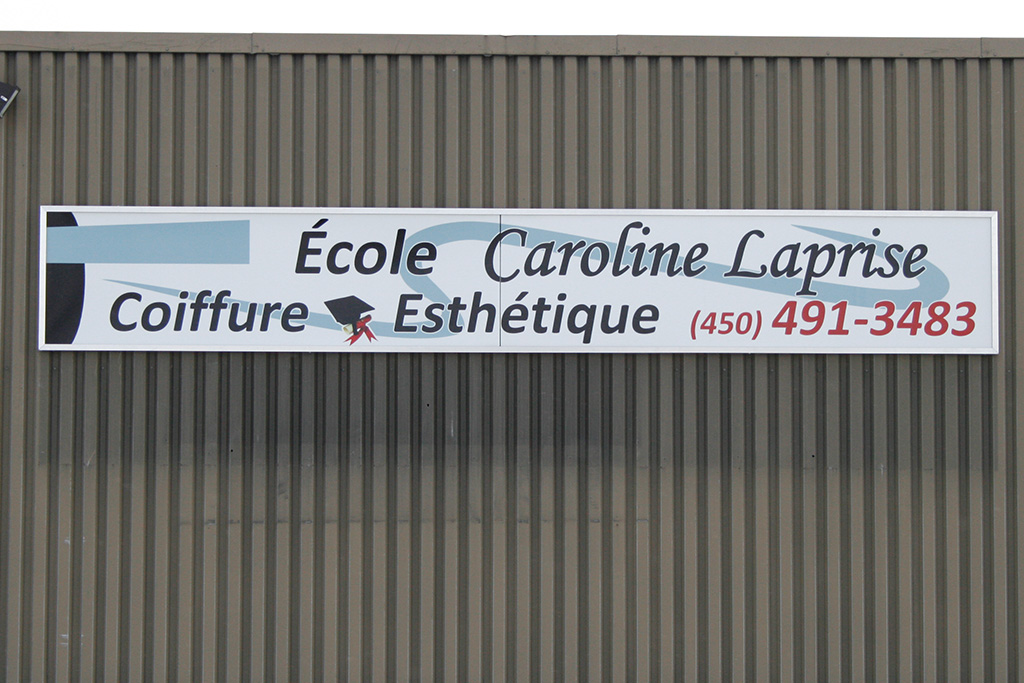 École Caroline Laprise
Coiffure Esthétique (450) 491-3483